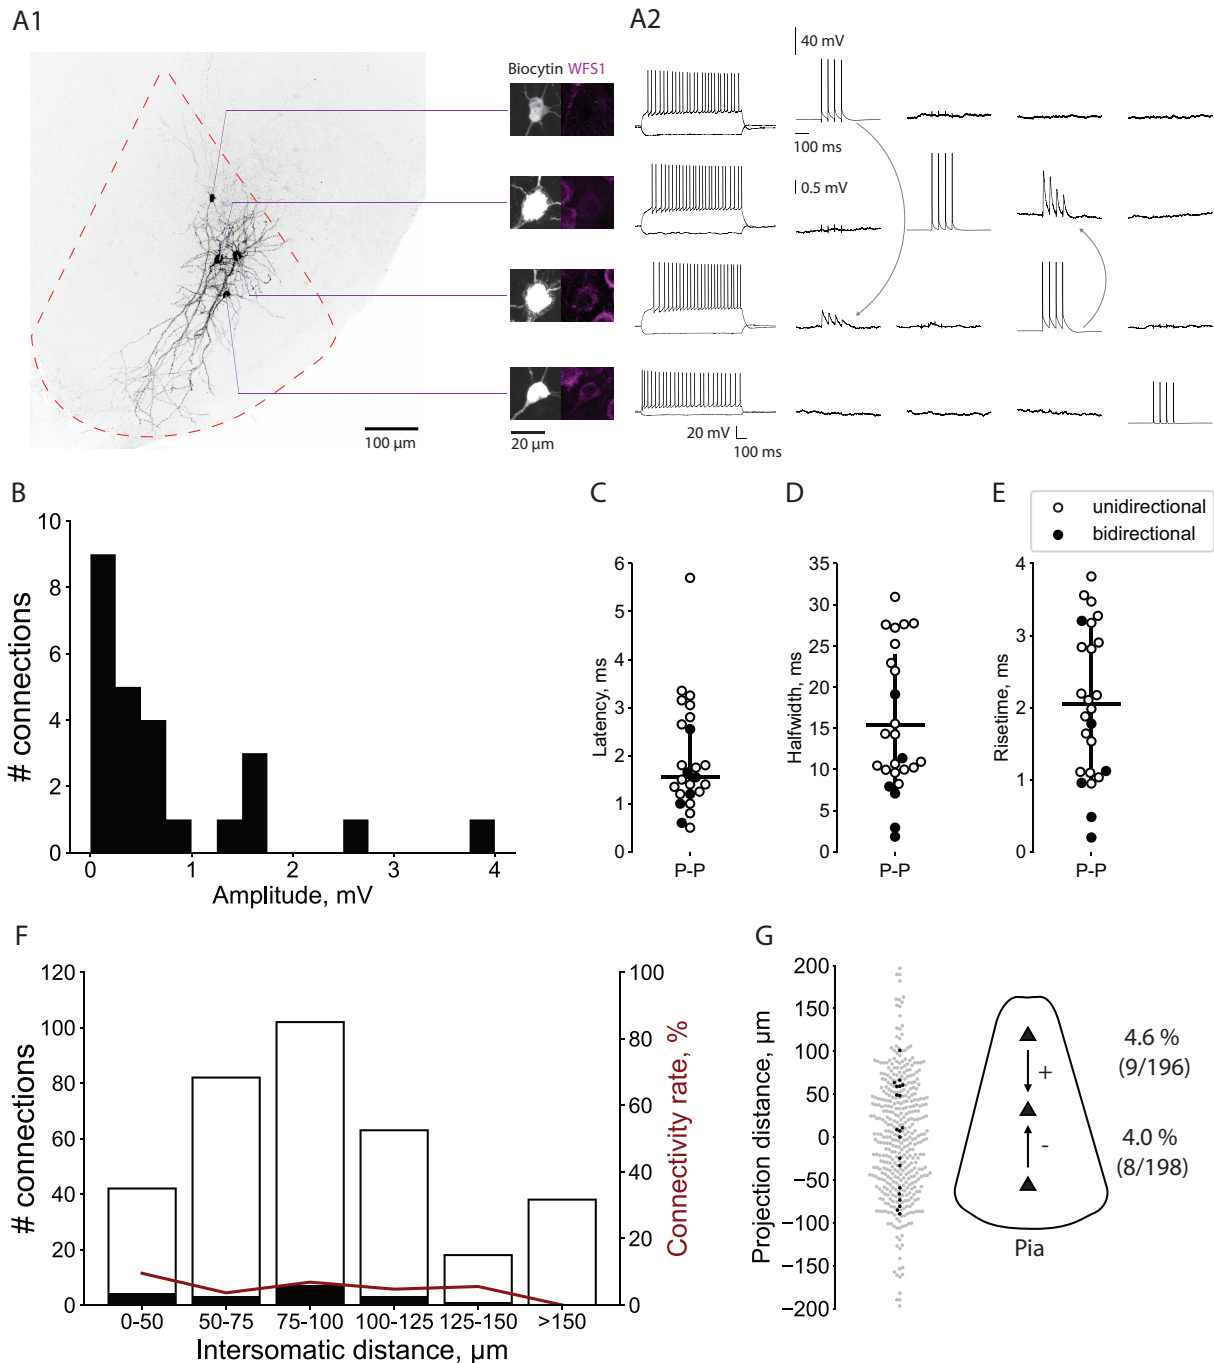 A1
A2
Biocytin WFS1
40 mV
100 ms
0.5 mV
100 µm
20 µm
20 mV
100 ms
B
# connections
10
8
6
4
2
0
0 1 2 3 4
Amplitude, mV
C
Latency, ms
6
5
4
3
2
1
0
P-P
D
Halfwidth, ms
35
30
25
20
15
10
5
0
P-P
E
unidirectional
bidirectional
Risetime, ms
4
3
2
1
0
P-P
F
# connections
120
100
80
60
40
20
0
100
80
60
40
20
0
Connectivity rate, %
0-50 50-75 75-100 100-125 125-150 >150
Intersomatic distance, µm
G
Projection distance, µm
200
150
100
50
0
−50
−100
−150
−200
+
-
Pia
4.6 %
(9/196)
4.0 %
(8/198)